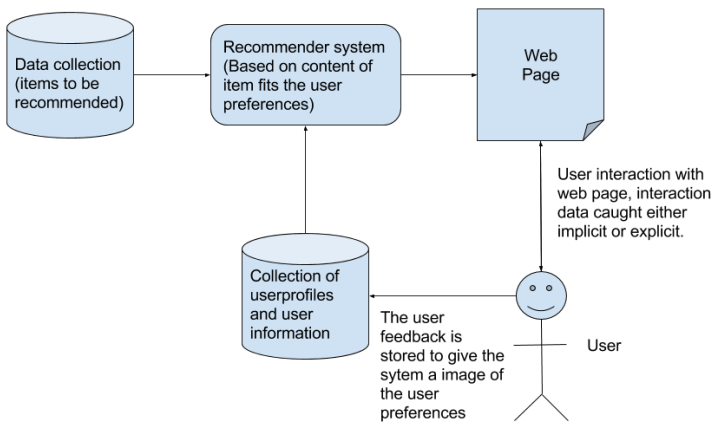 Data collection
(items to be
recommended)
Recommender system
(Based on content of
item fits the user
preferences)
Web
Page
User interaction with
web page, interaction
data caught either
implicit or explicit.
Collection of
userprofiles
and user
information
The user
feedback is
stored to give the
sytem a image of
the user
preferences
User